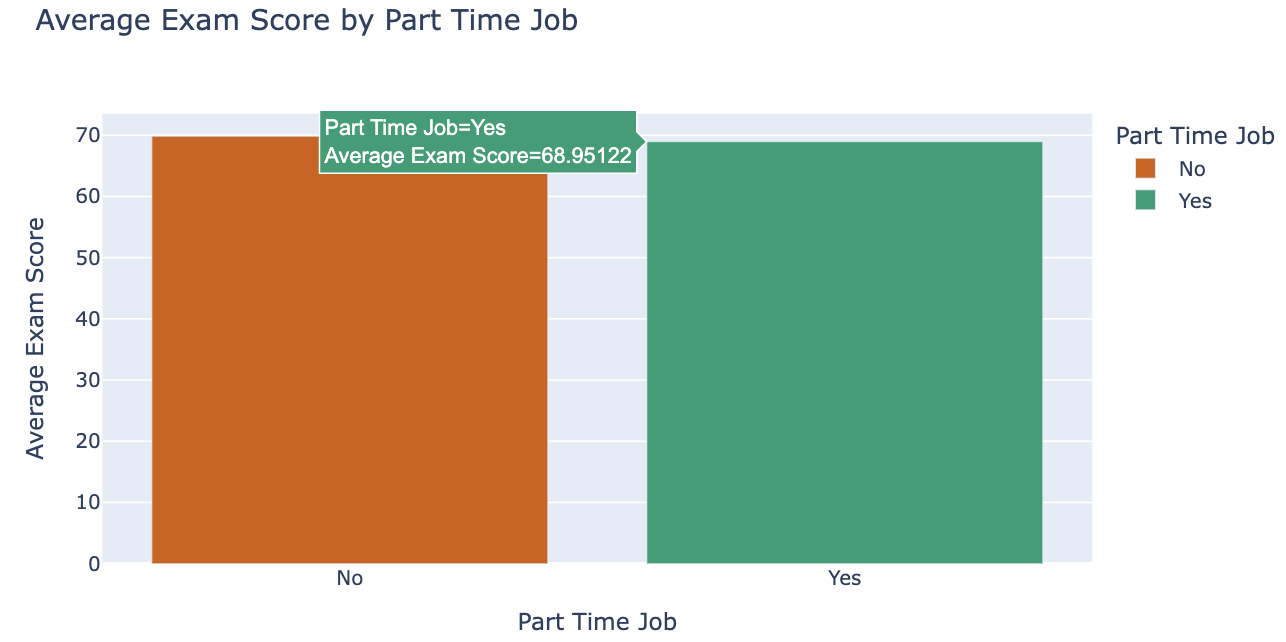 Average Exam Score by Part Time Job
Part Time Job=Yes
Average Exam Score=68.95122
Part Time Job
No
Yes
Average Exam Score
70
60
50
40
30
20
10
0
No
Yes
Part Time Job